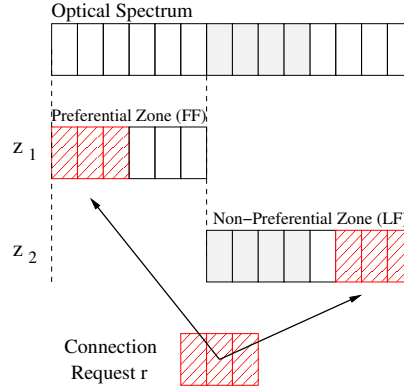 Optical Spectrum
Preferential Zone (FF)
z 1
Non−Preferential Zone (LF)
z 2
Connection
Request r